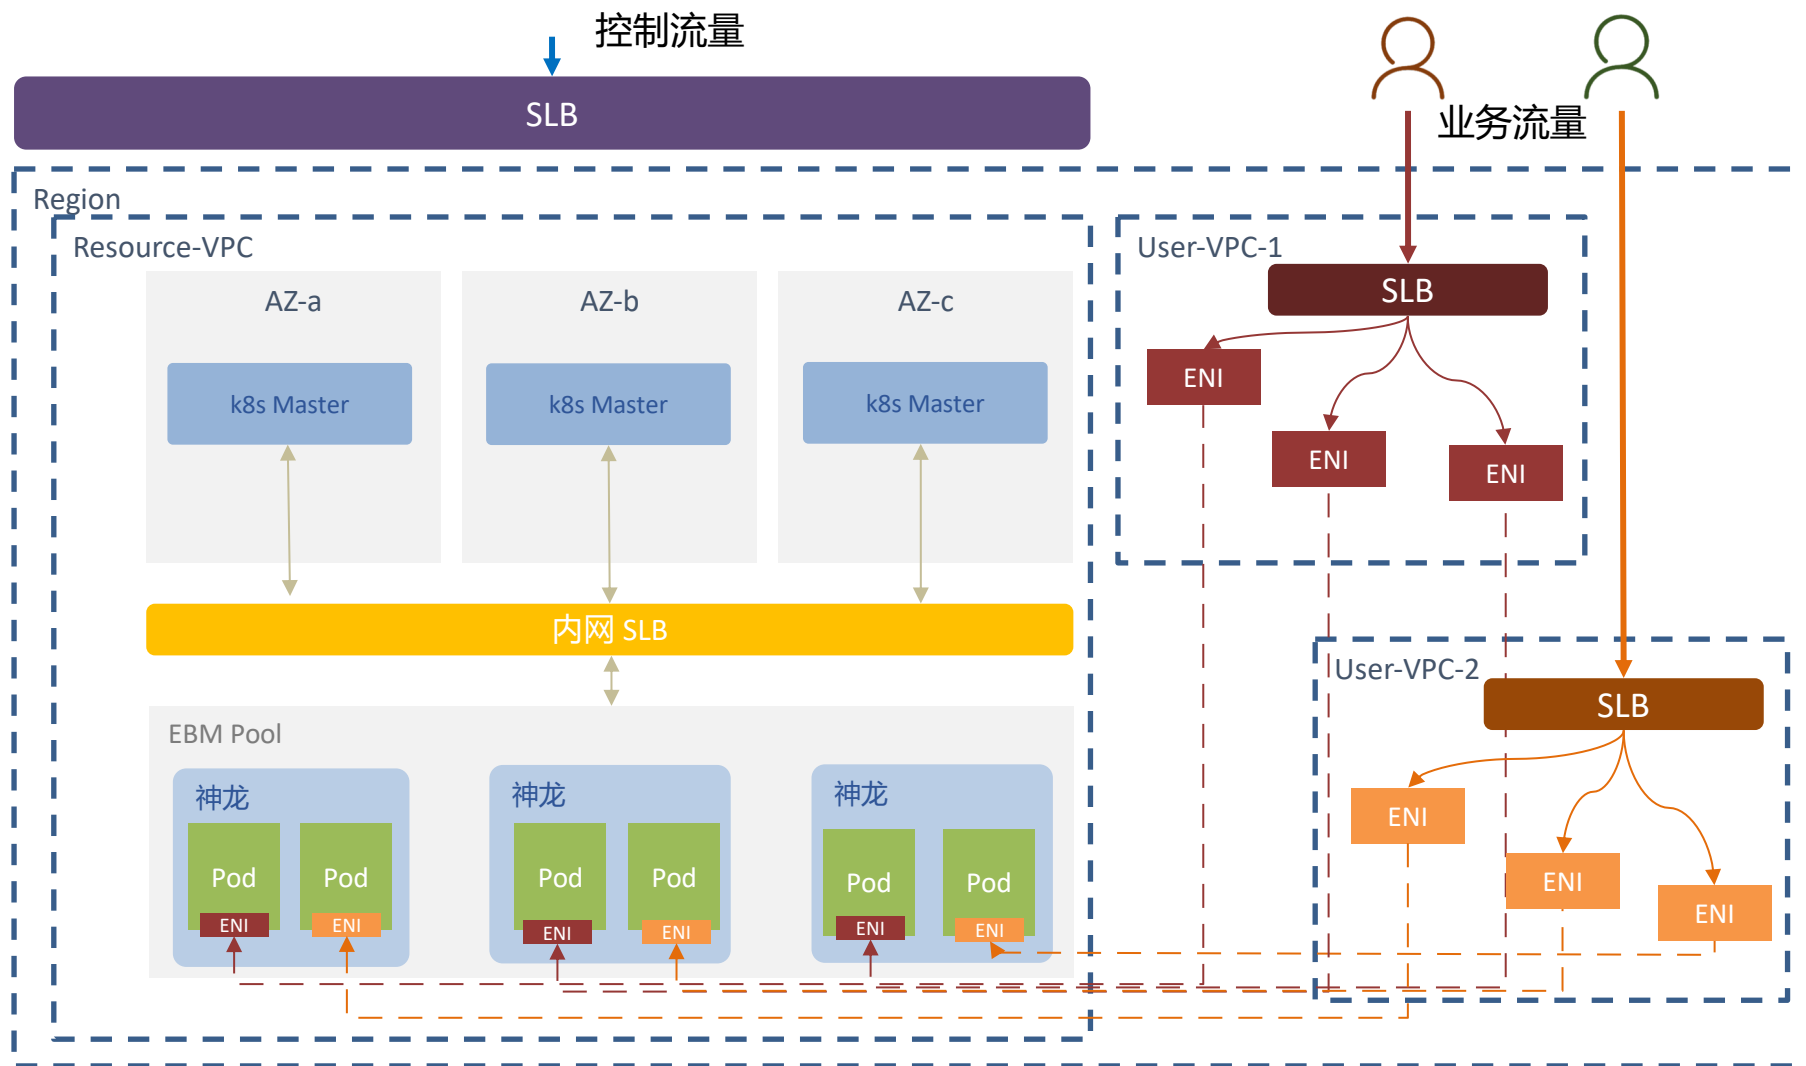 控制流量
SLB
业务流量
Region
Resource-VPC
User-VPC-1
AZ-a
AZ-b
AZ-c
SLB
k8s Master
k8s Master
k8s Master
ENI
ENI
ENI
内网 SLB
User-VPC-2
SLB
EBM Pool
神龙
神龙
神龙
ENI
Pod
Pod
Pod
Pod
Pod
Pod
ENI
ENI
ENI
ENI
ENI
ENI
ENI
ENI